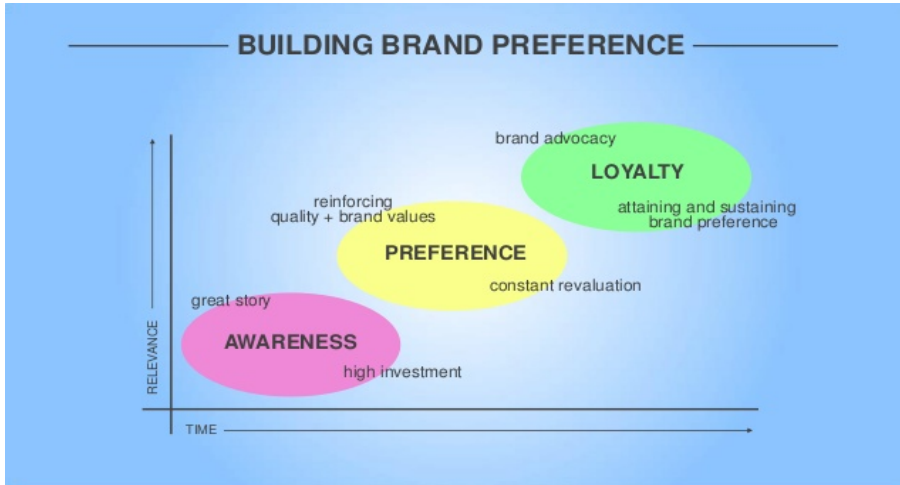 BUILDING BRAND PREFERENCE
brand advocacy
LOYALTY
attaining and sustaining
brand preference
reinforcing
quality + brand values
PREFERENCE
constant revaluation
great story
AWARENESS
high investment
RELEVANCE
TIME